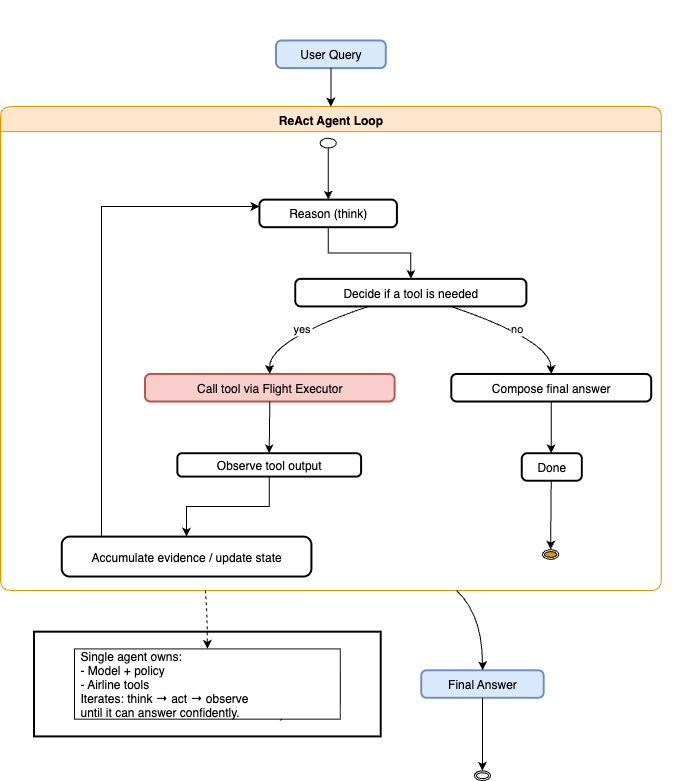 User Query
ReAct Agent Loop
Reason (think)
Decide if a tool is needed
yes
no
Call tool via Flight Executor
Compose final answer
Observe tool output
Done
Accumulate evidence / update state
Single agent owns:
- Model + policy
- Airline tools
Iterates: think → act → observe
until it can answer confidently.
Final Answer